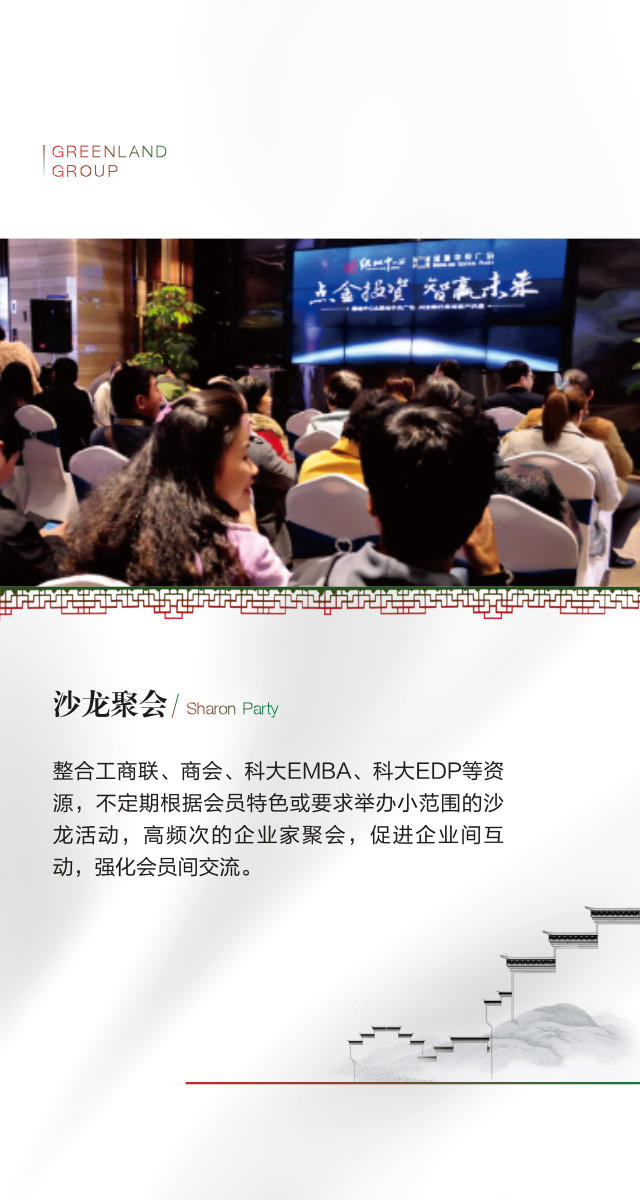 GREENLAND
GROUP
点金投资 智赢未来
沙龙聚会/ Sharon Party
整合工商联、商会、科大EMBA、科大EDP等资
源，不定期根据会员特色或要求举办小范围的沙
龙活动，高频次的企业家聚会，促进企业间互
动，强化会员间交流。